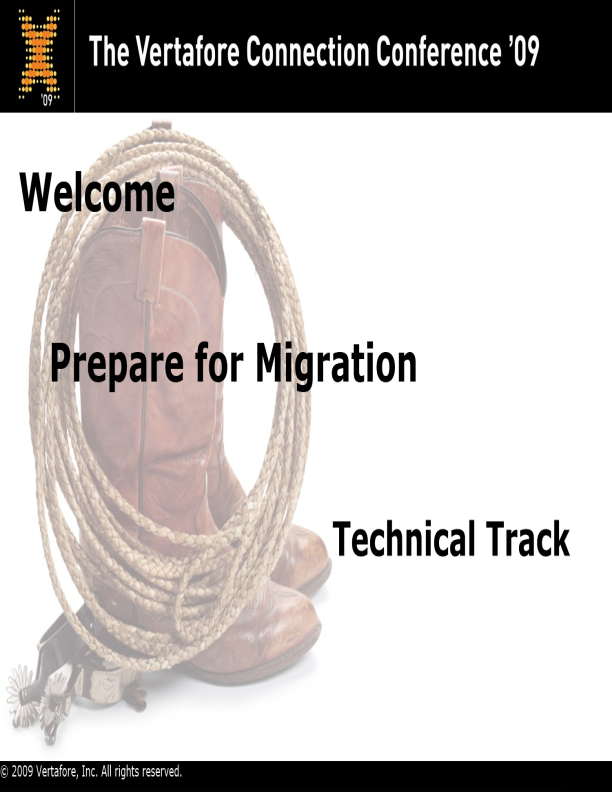 The Vertafore Connection Conference ’09
’09
Welcome
Prepare for Migration
Technical Track
© 2009 Vertafore, Inc. All rights reserved.